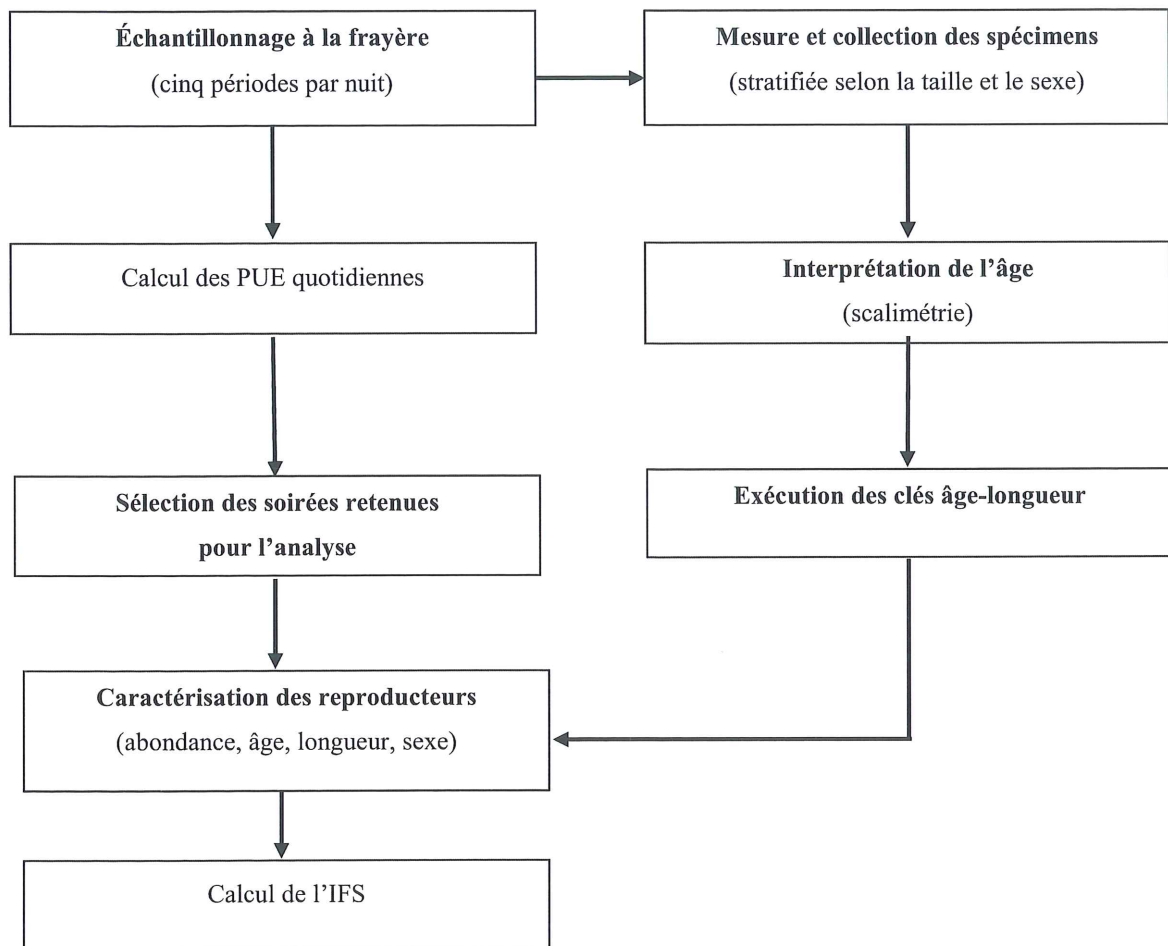 Échantillonnage à la frayère
(cinq périodes par nuit)
Mesure et collection des spécimens
(stratifiée selon la taille et le sexe)
Calcul des PUE quotidiennes
Interprétation de l'âge
(scalimétrie)
Sélection des soirées retenues
pour l'analyse
Exécution des clés âge-longueur
Caractérisation des reproducteurs
(abondance, âge, longueur, sexe)
Calcul de l'IFS